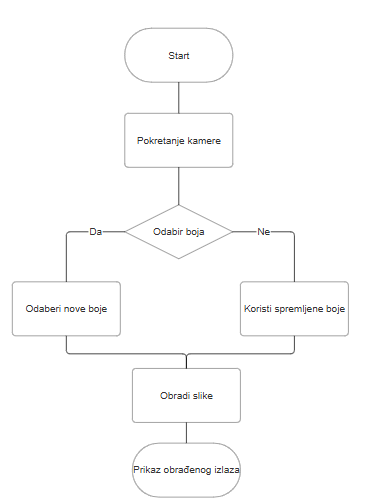 Start
Pokretanje kamere
Odabir boja
Da
Ne
Odaberi nove boje
Koristi spremljene boje
Obradi slike
Prikaz obrađenog izlaza